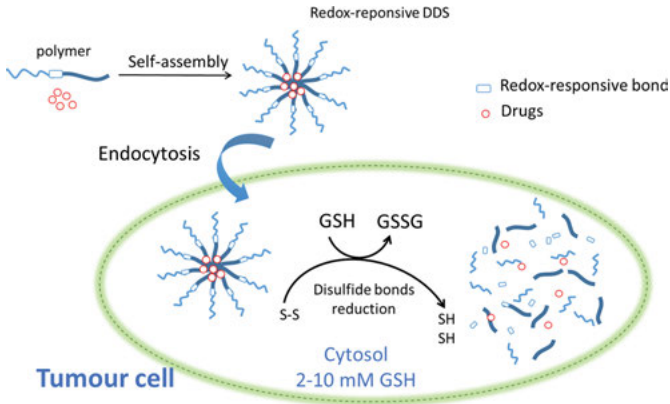 Redox-reponsive DDS
polymer
Self-assembly
Redox-responsive bond
Drugs
Endocytosis
GSH GSSG
Disulfide bonds
reduction
S-S
SH
SH
Cytosol
2-10 mM GSH
Tumour cell